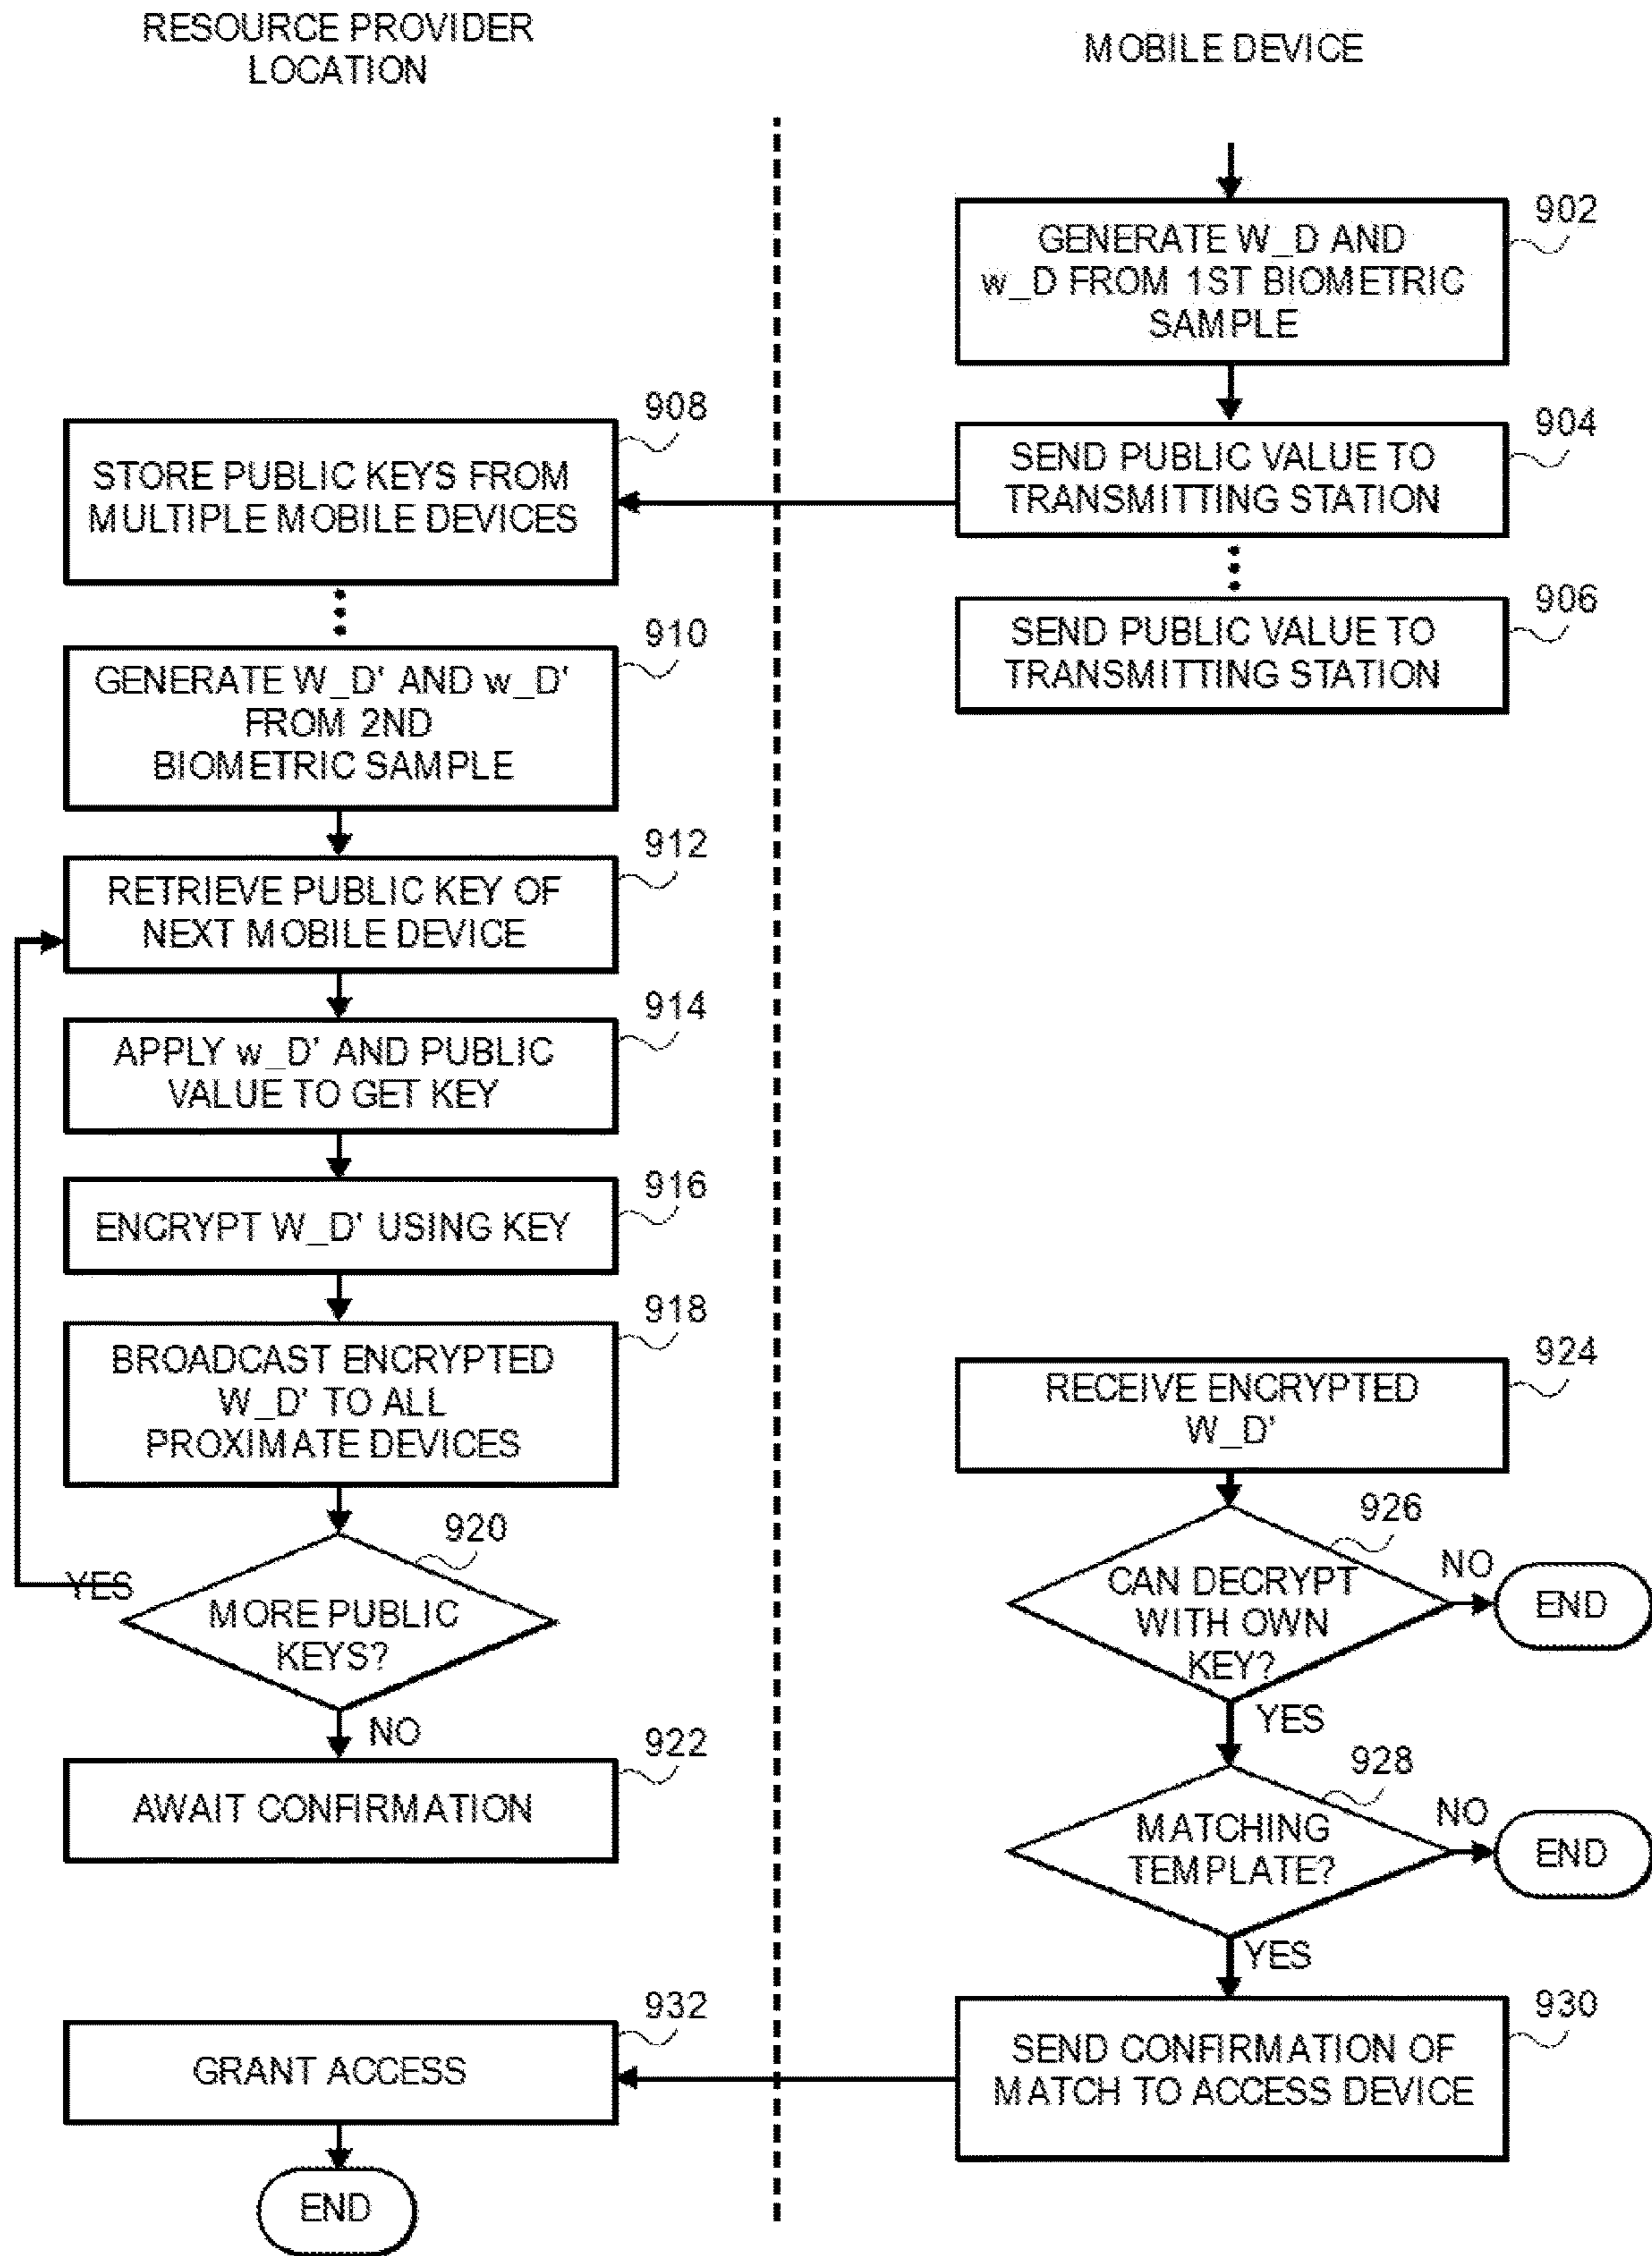 RESOURCE PROVIDER
LOCATION
MOBILE DEVICE
902
GENERATE W_D AND
w_D FROM 1ST BIOMETRIC
SAMPLE
904
SEND PUBLIC VALUE TO
TRANSMITTING STATION
906
SEND PUBLIC VALUE TO
TRANSMITTING STATION
908
STORE PUBLIC KEYS FROM
MULTIPLE MOBILE DEVICES
910
GENERATE W_D' AND w_D'
FROM 2ND
BIOMETRIC SAMPLE
912
RETRIEVE PUBLIC KEY OF
NEXT MOBILE DEVICE
914
APPLY w_D' AND PUBLIC
VALUE TO GET KEY
916
ENCRYPT W_D' USING KEY
918
BROADCAST ENCRYPTED
W_D' TO ALL
PROXIMATE DEVICES
920
YES
MORE PUBLIC
KEYS?
NO
922
AWAIT CONFIRMATION
924
RECEIVE ENCRYPTED
W_D'
926
CAN DECRYPT
WITH OWN
KEY?
NO
END
YES
928
MATCHING
TEMPLATE?
NO
END
YES
930
SEND CONFIRMATION OF
MATCH TO ACCESS DEVICE
932
GRANT ACCESS
END